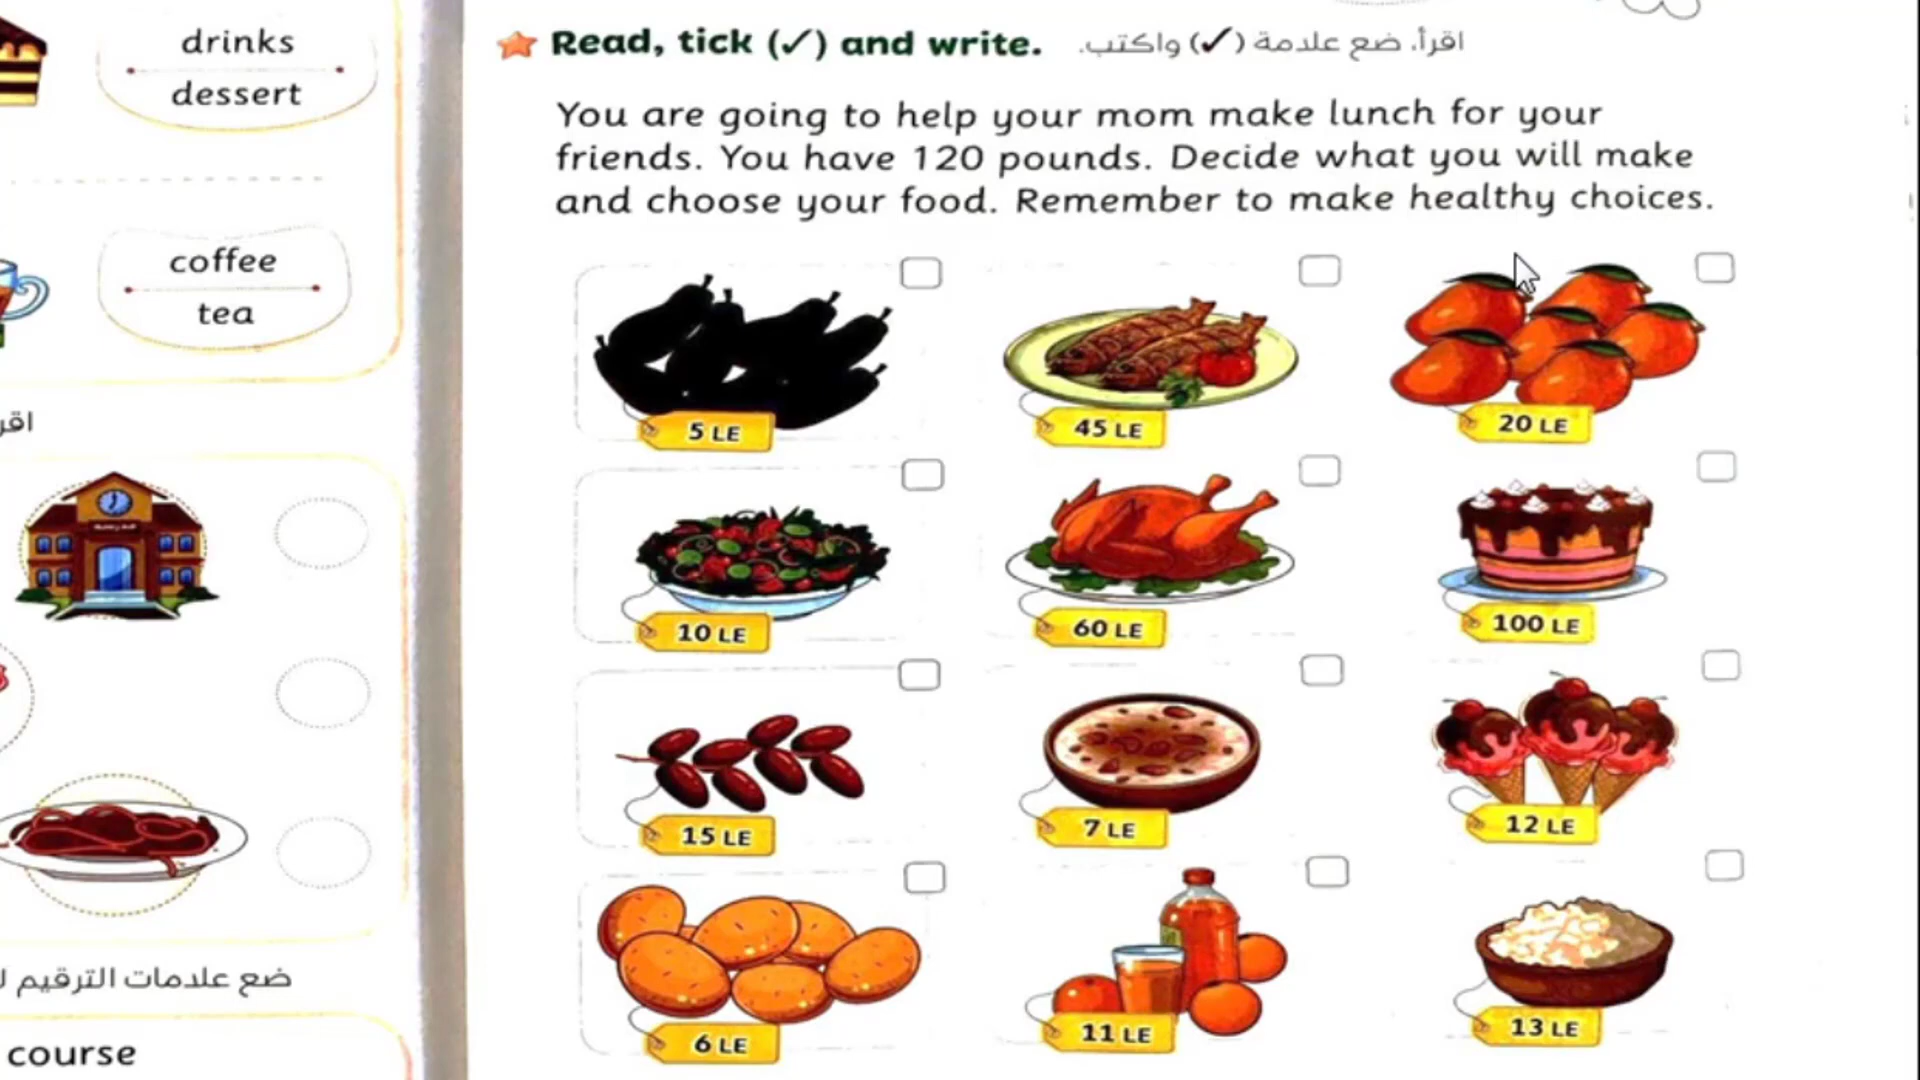 drinks
dessert
coffee
tea
course
Read, tick (✓) and write. اقرأ، ضع علامة (✓) واكتب.
You are going to help your mom make lunch for your
friends. You have 120 pounds. Decide what you will make
and choose your food. Remember to make healthy choices.
5 LE
45 LE
20 LE
10 LE
60 LE
100 LE
15 LE
7 LE
12 LE
6 LE
11 LE
13 LE
ضع علامات الترقيم